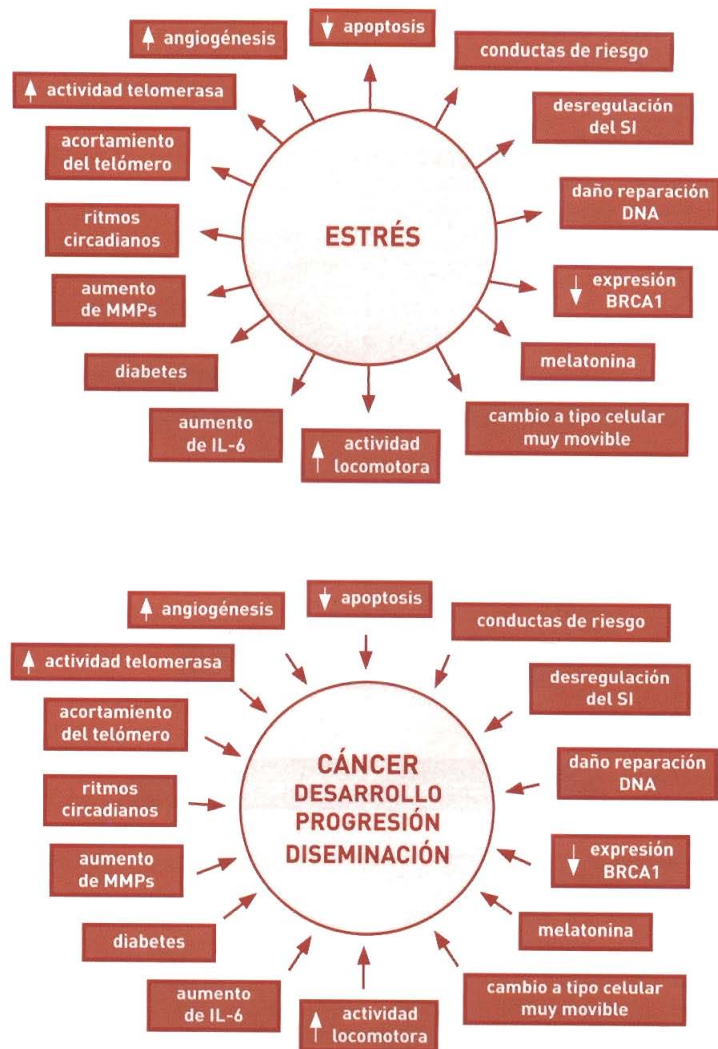 ↓ apoptosis
↑ angiogénesis
conductas de riesgo
↑ actividad telomerasa
desregulación
del SI
acortamiento
del telómero
daño reparación
DNA
ritmos
circadianos
ESTRÉS
aumento
de MMPs
↓ expresión
BRCA1
diabetes
melatonina
aumento
de IL-6
↑ actividad
locomotora
cambio a tipo celular
muy movible
↓ apoptosis
↑ angiogénesis
conductas de riesgo
↑ actividad telomerasa
desregulación
del SI
acortamiento
del telómero
daño reparación
DNA
ritmos
circadianos
CÁNCER
DESARROLLO
PROGRESIÓN
DISEMINACIÓN
aumento
de MMPs
↓ expresión
BRCA1
diabetes
melatonina
aumento
de IL-6
↑ actividad
locomotora
cambio a tipo celular
muy movible